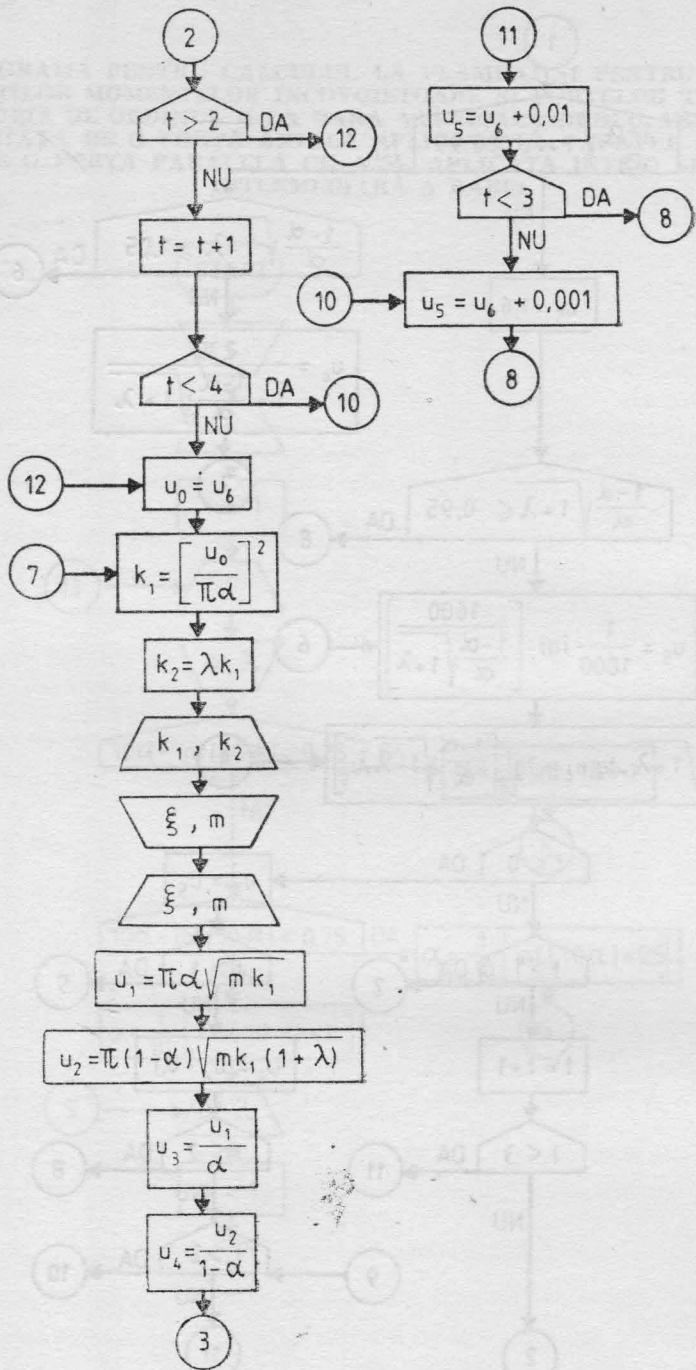 2
t > 2
DA
12
NU
t = t + 1
t < 4
DA
10
NU
12
u₀ = u₆
7
k₁ = [u₀ / πα]²
k₂ = λk₁
k₁ , k₂
ξ , m
ξ , m
u₁ = πα√(mk₁)
u₂ = π(1-α)√(mk₁(1+λ))
u₃ = u₁/α
u₄ = u₂/(1-α)
3
11
u₅ = u₆ + 0,01
t < 3
DA
8
NU
10
u₅ = u₆ + 0,001
8